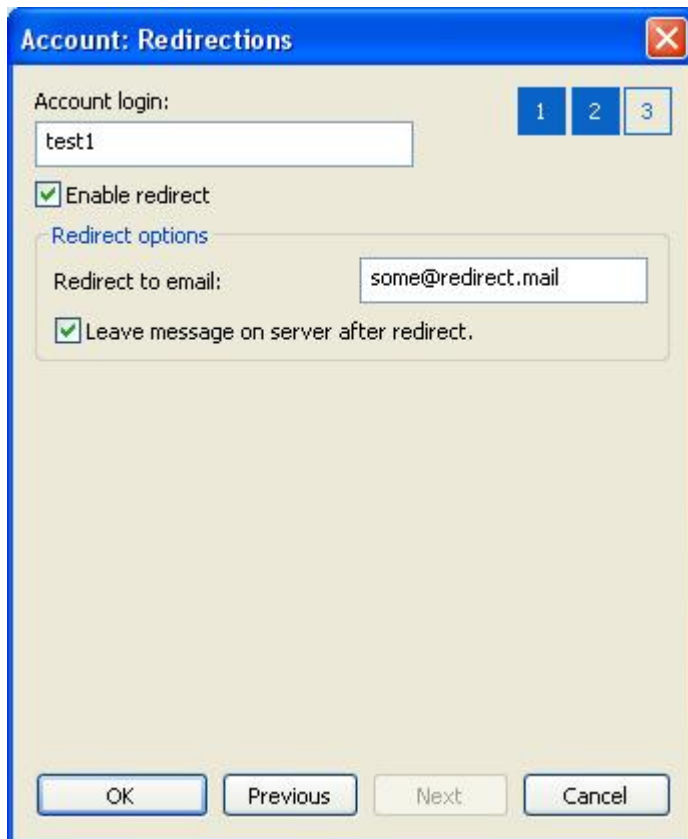 Account: Redirections
Account login:
1 2 3
test1
Enable redirect
Redirect options
Redirect to email: some@redirect.mail
Leave message on server after redirect.
OK Previous Next Cancel